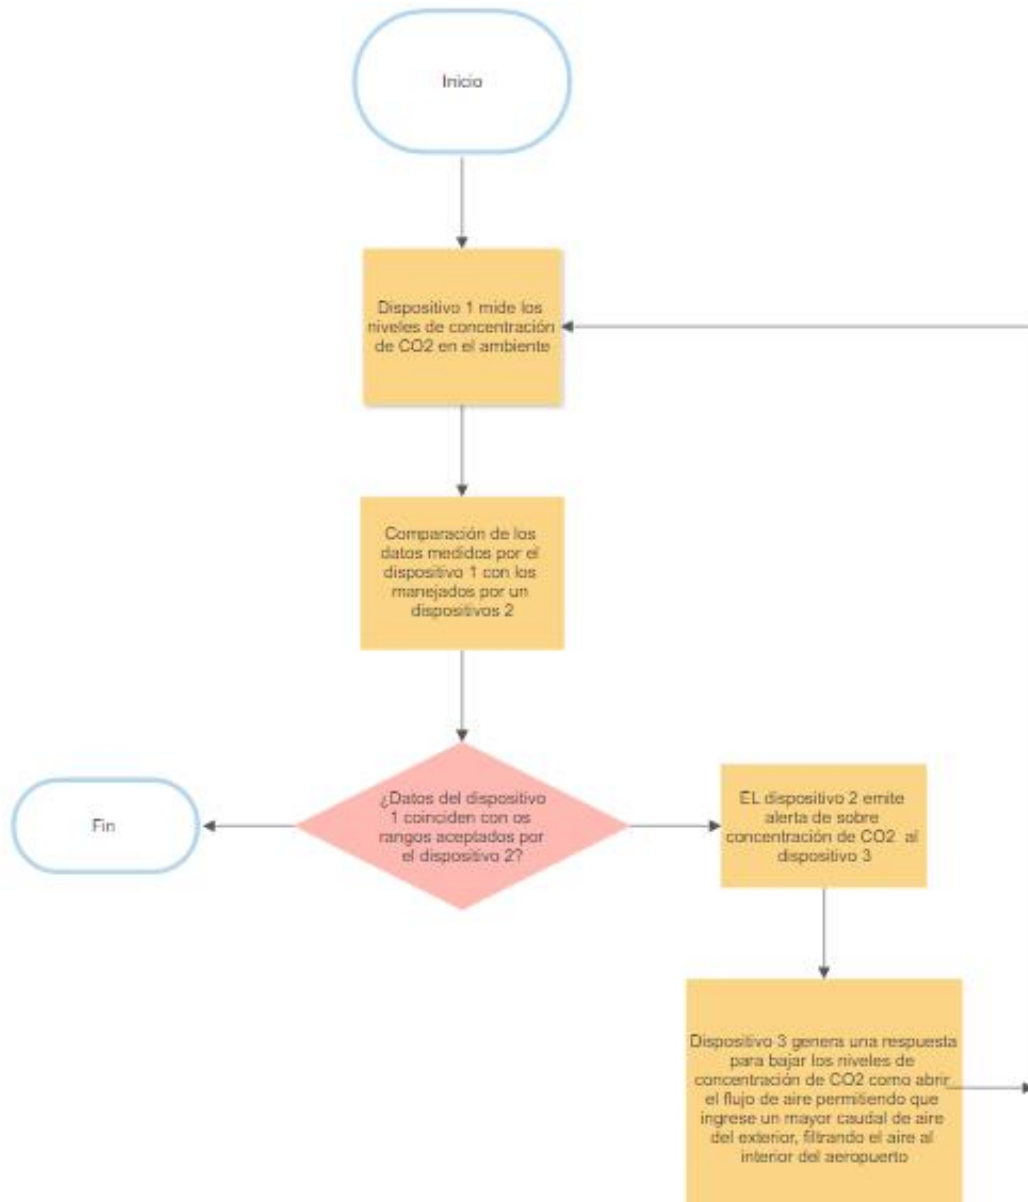 Inicio
Dispositivo 1 mide los
niveles de concentración
de CO2 en el ambiente
Comparación de los
datos medidos por el
dispositivo 1 con los
manejados por un
dispositivos 2
¿Datos del dispositivo
1 coinciden con os
rangos aceptados por
el dispositivo 2?
Fin
EL dispositivo 2 emite
alerta de sobre
concentración de CO2 al
dispositivo 3
Dispositivo 3 genera una respuesta
para bajar los niveles de
concentración de CO2 como abrir
el flujo de aire permitiendo que
ingrese un mayor caudal de aire
del exterior, filtrando el aire al
interior del aeropuerto